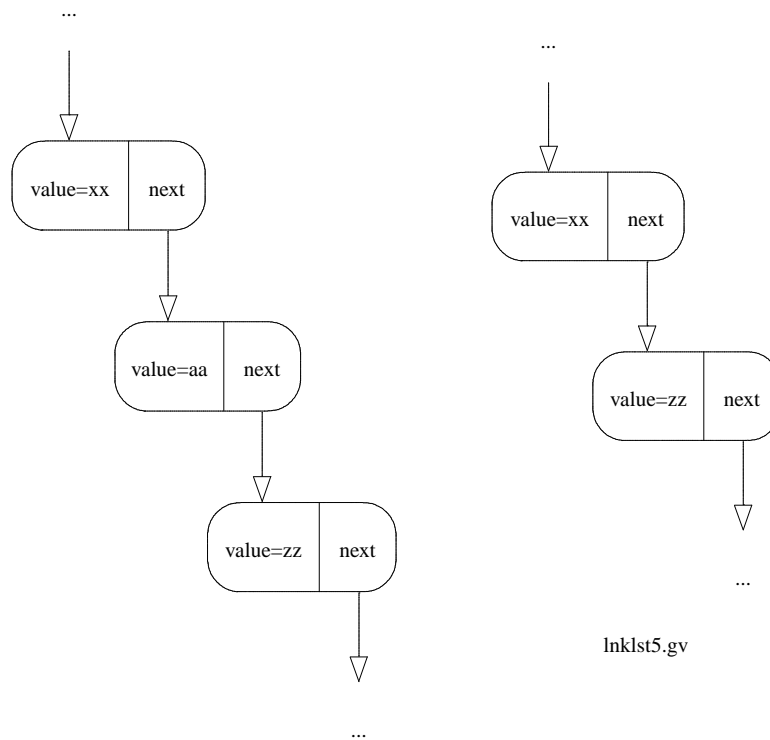 ...
value=xx next
value=aa next
value=zz next
...
...
value=xx next
value=zz next
...
lnklst5.gv